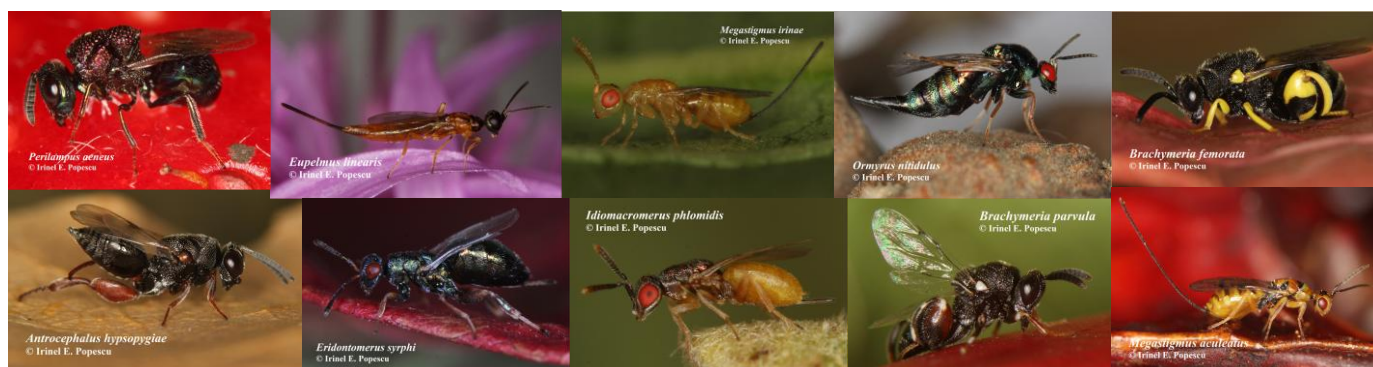 Perilampus aeneus
© Irinel E. Popescu
Eupelmus linearis
© Irinel E. Popescu
Megastigmus irinae
© Irinel E. Popescu
Ormyrus nitidulus
© Irinel E. Popescu
Brachymeria femorata
© Irinel E. Popescu
Antrocephalus hypsopygiae
© Irinel E. Popescu
Eridontomerus syrphi
© Irinel E. Popescu
Idiomacromerus phlomidis
© Irinel E. Popescu
Brachymeria parvula
© Irinel E. Popescu
Megastigmus aculeatus
© Irinel E. Popescu